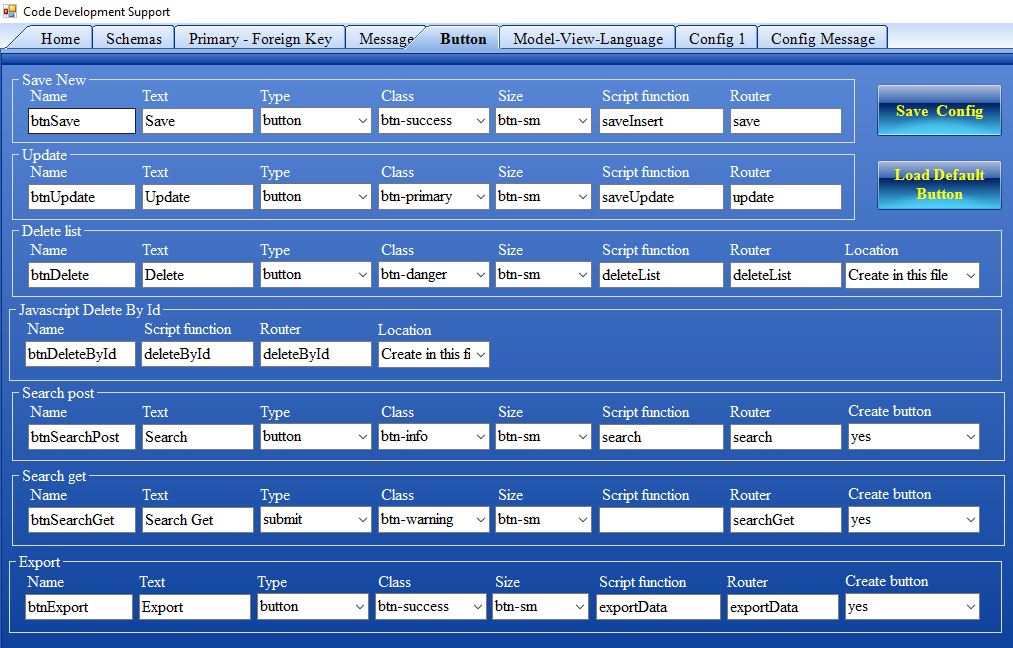 Code Development Support
Home Schemas Primary - Foreign Key Message Button Model-View-Language Config 1 Config Message
Save New
Name Text Type Class Size Script function Router
btnSave Save button btn-success btn-sm saveInsert save
Save Config
Update
Name Text Type Class Size Script function Router
btnUpdate Update button btn-primary btn-sm saveUpdate update
Load Default
Button
Delete list
Name Text Type Class Size Script function Router Location
btnDelete Delete button btn-danger btn-sm deleteList deleteList Create in this file
Javascript Delete By Id
Name Script function Router Location
btnDeleteById deleteById deleteById Create in this fi
Search post
Name Text Type Class Size Script function Router Create button
btnSearchPost Search button btn-info btn-sm search search yes
Search get
Name Text Type Class Size Script function Router Create button
btnSearchGet Search Get submit btn-warning btn-sm searchGet yes
Export
Name Text Type Class Size Script function Router Create button
btnExport Export button btn-success btn-sm exportData exportData yes